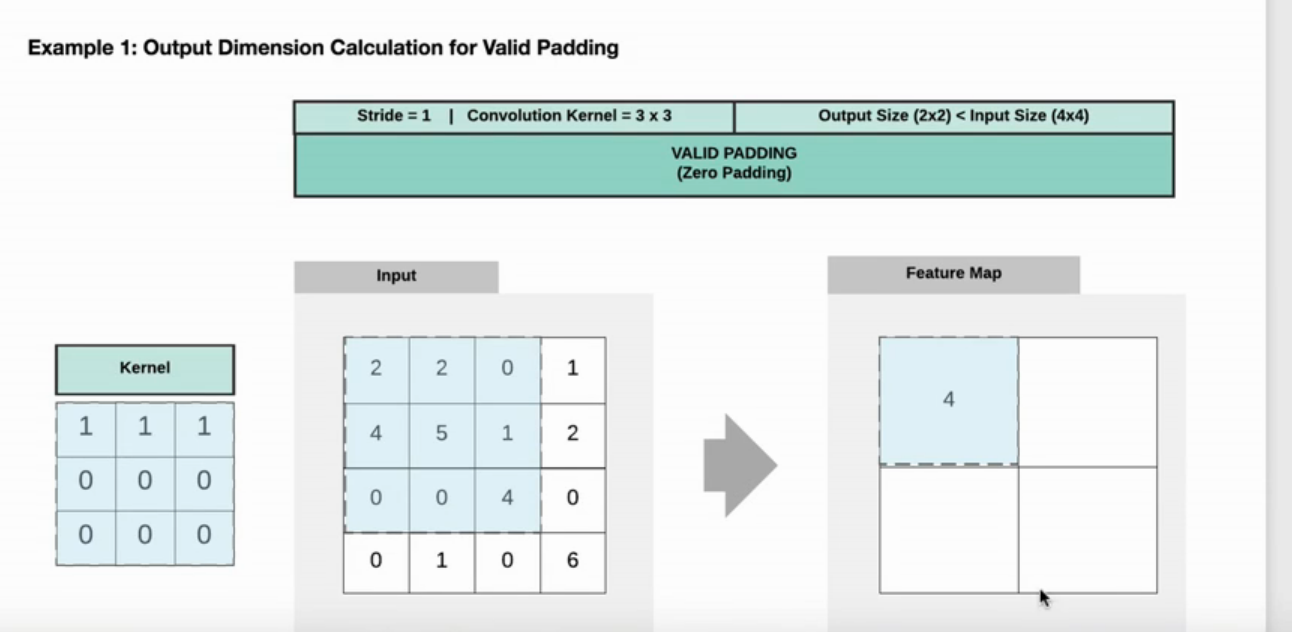 Example 1: Output Dimension Calculation for Valid Padding
Stride = 1 | Convolution Kernel = 3 x 3
Output Size (2x2) < Input Size (4x4)
VALID PADDING
(Zero Padding)
Kernel
1 1 1
0 0 0
0 0 0
Input
2 2 0 1
4 5 1 2
0 0 4 0
0 1 0 6
Feature Map
4